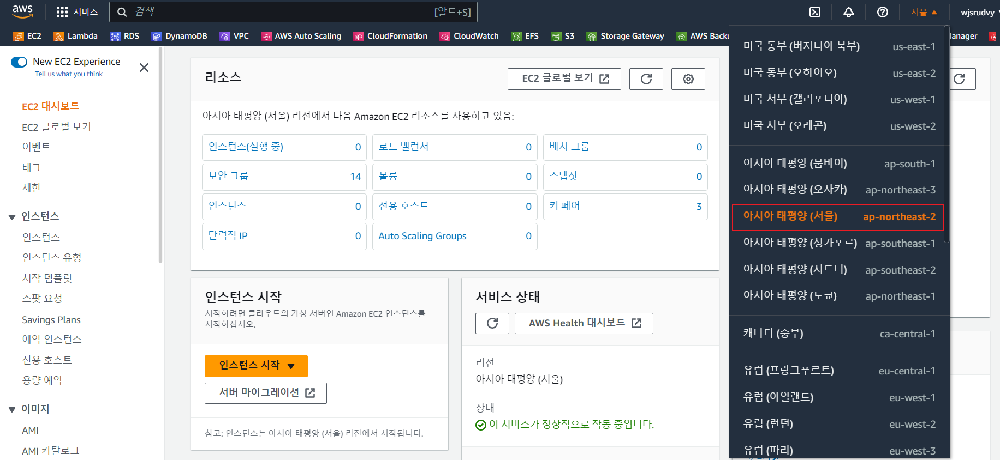 aws
서비스
검색
[알트+S]
서울 ▲
wjsrudvy
EC2
Lambda
RDS
DynamoDB
VPC
AWS Auto Scaling
CloudFormation
CloudWatch
EFS
S3
Storage Gateway
AWS Backu
Manager
New EC2 Experience
Tell us what you think
EC2 대시보드
EC2 글로벌 보기
이벤트
태그
제한
인스턴스
인스턴스
인스턴스 유형
시작 템플릿
스팟 요청
Savings Plans
예약 인스턴스
전용 호스트
용량 예약
이미지
AMI
AMI 카탈로그
리소스
EC2 글로벌 보기
아시아 태평양 (서울) 리전에서 다음 Amazon EC2 리소스를 사용하고 있음:
인스턴스(실행 중) 0
로드 밸런서 0
배치 그룹 0
보안 그룹 14
볼륨 0
스냅샷 0
인스턴스 0
전용 호스트 0
키 페어 3
탄력적 IP 0
Auto Scaling Groups 0
인스턴스 시작
시작하려면 클라우드의 가상 서버인 Amazon EC2 인스턴스를
시작하십시오.
인스턴스 시작 ▼
서버 마이그레이션
참고: 인스턴스는 아시아 태평양 (서울) 리전에서 시작됩니다.
서비스 상태
AWS Health 대시보드
리전
아시아 태평양 (서울)
상태
이 서비스가 정상적으로 작동 중입니다.
미국 동부 (버지니아 북부) us-east-1
미국 동부 (오하이오) us-east-2
미국 서부 (캘리포니아) us-west-1
미국 서부 (오레곤) us-west-2
아시아 태평양 (뭄바이) ap-south-1
아시아 태평양 (오사카) ap-northeast-3
아시아 태평양 (서울) ap-northeast-2
아시아 태평양 (싱가포르) ap-southeast-1
아시아 태평양 (시드니) ap-southeast-2
아시아 태평양 (도쿄) ap-northeast-1
캐나다 (중부) ca-central-1
유럽 (프랑크푸르트) eu-central-1
유럽 (아일랜드) eu-west-1
유럽 (런던) eu-west-2
유럽 (파리) eu-west-3